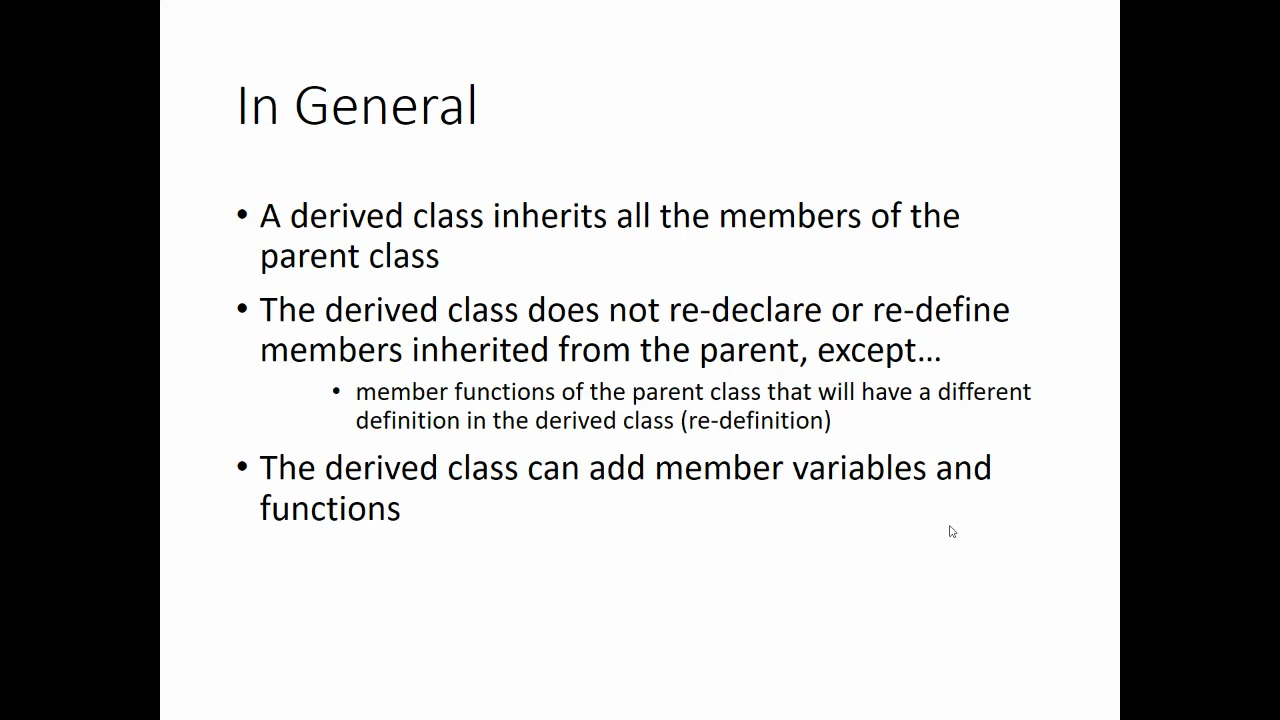 In General
• A derived class inherits all the members of the
parent class
• The derived class does not re-declare or re-define
members inherited from the parent, except…
• member functions of the parent class that will have a different
definition in the derived class (re-definition)
• The derived class can add member variables and
functions